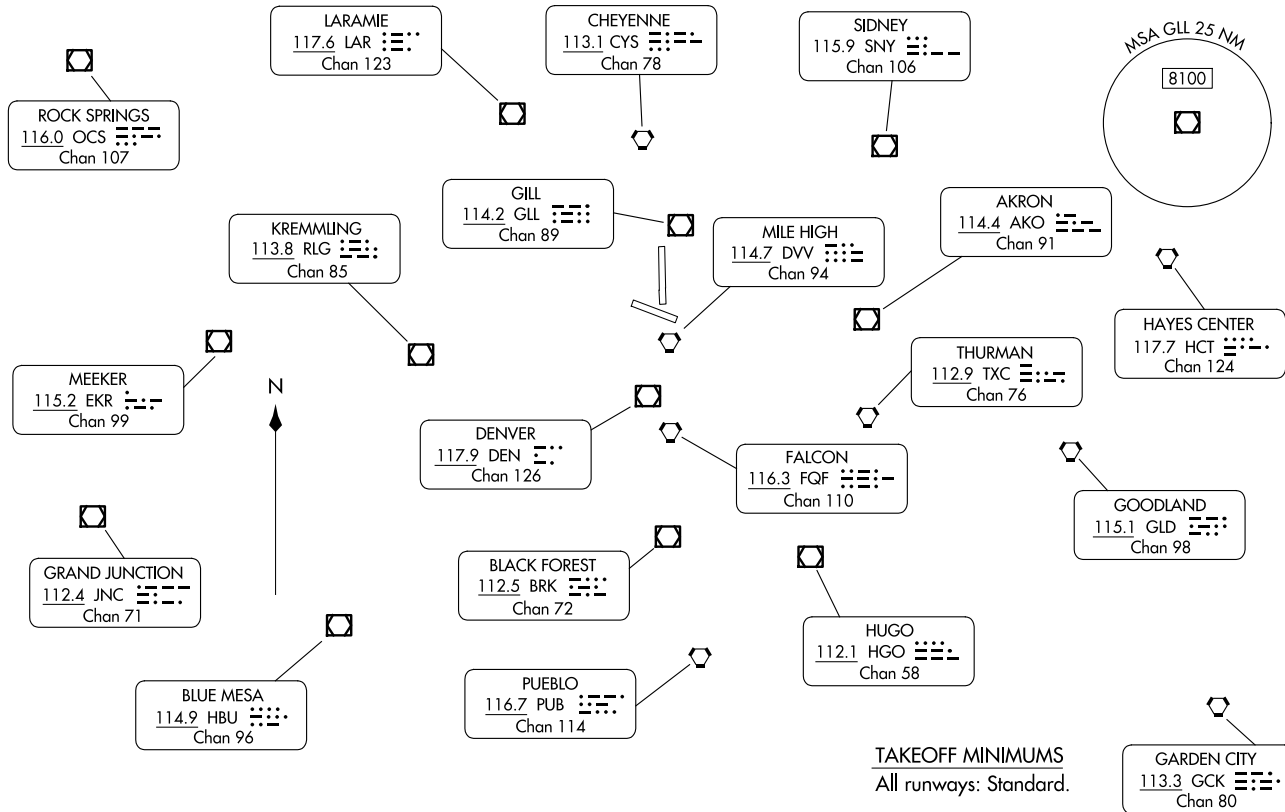 LARAMIE
117.6 LAR
Chan 123
CHEYENNE
113.1 CYS
Chan 78
SIDNEY
115.9 SNY
Chan 106
MSA GLL 25 NM
8100
ROCK SPRINGS
116.0 OCS
Chan 107
GILL
114.2 GLL
Chan 89
AKRON
114.4 AKO
Chan 91
KREMMLING
113.8 RLG
Chan 85
MILE HIGH
114.7 DVV
Chan 94
HAYES CENTER
117.7 HCT
Chan 124
MEEKER
115.2 EKR
Chan 99
N
THURMAN
112.9 TXC
Chan 76
DENVER
117.9 DEN
Chan 126
FALCON
116.3 FQF
Chan 110
GOODLAND
115.1 GLD
Chan 98
GRAND JUNCTION
112.4 JNC
Chan 71
BLACK FOREST
112.5 BRK
Chan 72
HUGO
112.1 HGO
Chan 58
BLUE MESA
114.9 HBU
Chan 96
PUEBLO
116.7 PUB
Chan 114
TAKEOFF MINIMUMS
All runways: Standard.
GARDEN CITY
113.3 GCK
Chan 80